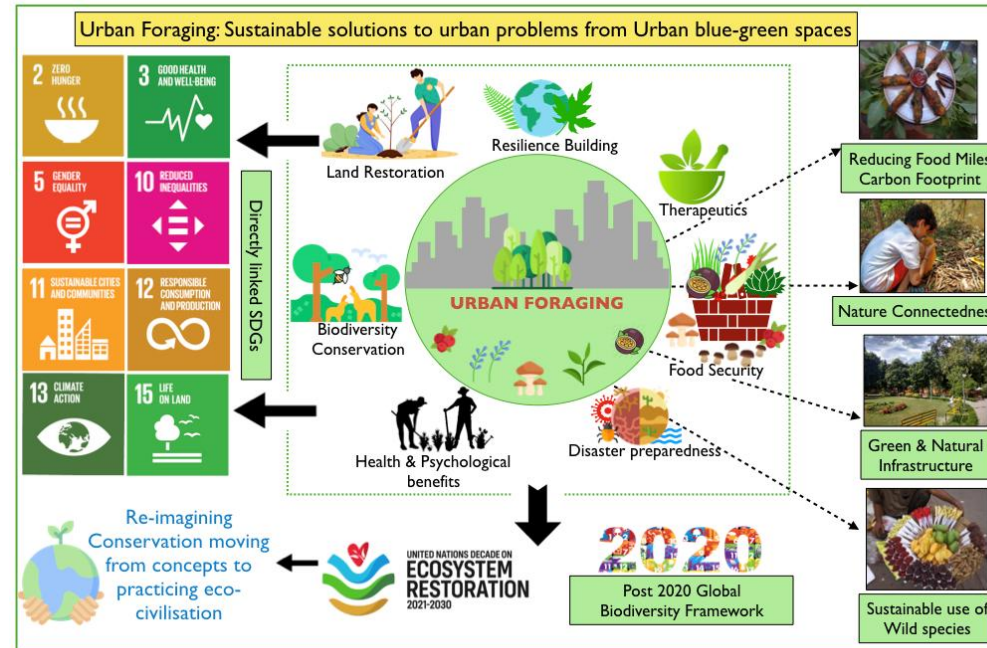 Urban Foraging: Sustainable solutions to urban problems from Urban blue-green spaces
2 ZERO
HUNGER
3 GOOD HEALTH
AND WELL-BEING
5 GENDER
EQUALITY
10 REDUCED
INEQUALITIES
11 SUSTAINABLE CITIES
AND COMMUNITIES
12 RESPONSIBLE
CONSUMPTION
AND PRODUCTION
13 CLIMATE
ACTION
15 LIFE
ON LAND
Directly linked SDGs
Land Restoration
Resilience Building
Therapeutics
Biodiversity
Conservation
URBAN FORAGING
Food Security
Health & Psychological
benefits
Disaster preparedness
Reducing Food Miles
Carbon Footprint
Nature Connectednes
Green & Natural
Infrastructure
Sustainable use of
Wild species
Re-imagining
Conservation moving
from concepts to
practicing eco-
civilisation
UNITED NATIONS DECADE ON
ECOSYSTEM
RESTORATION
2021-2030
2020
Post 2020 Global
Biodiversity Framework